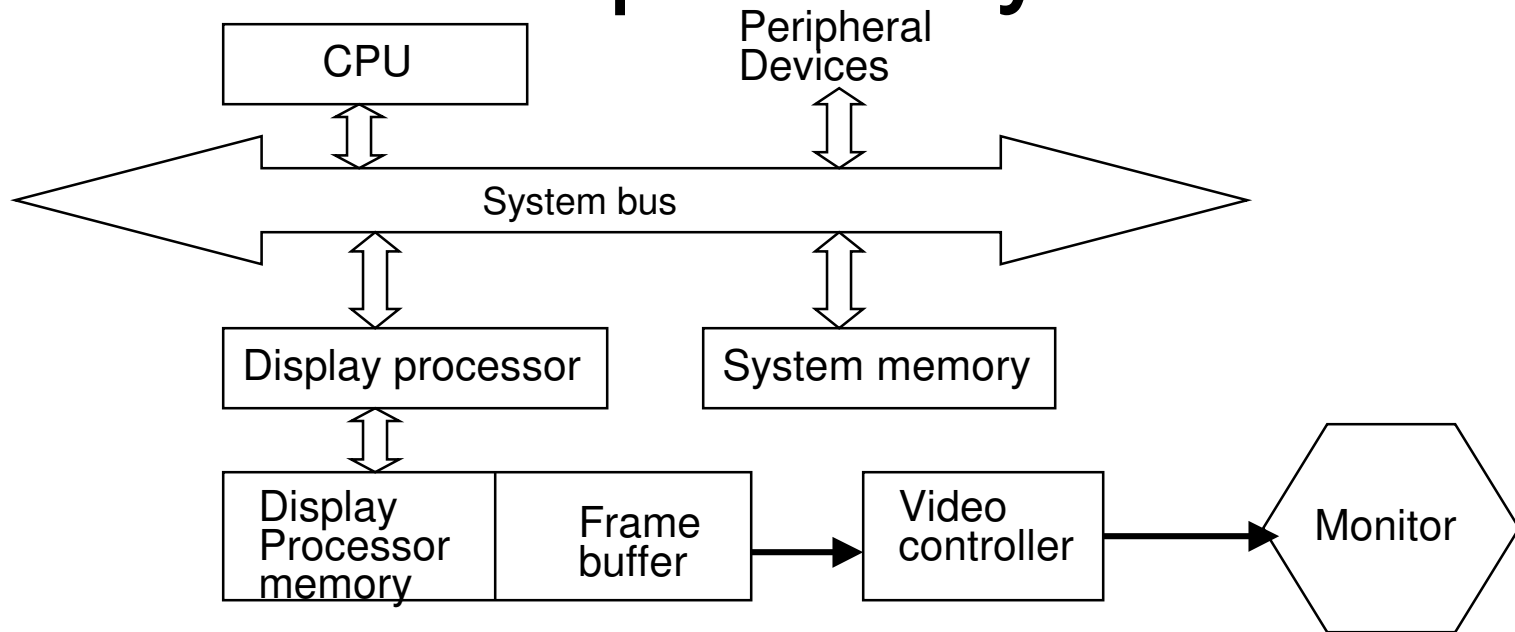 Peripheral
Devices
CPU
System bus
Display processor
System memory
Display
Processor
memory
Frame
buffer
Video
controller
Monitor